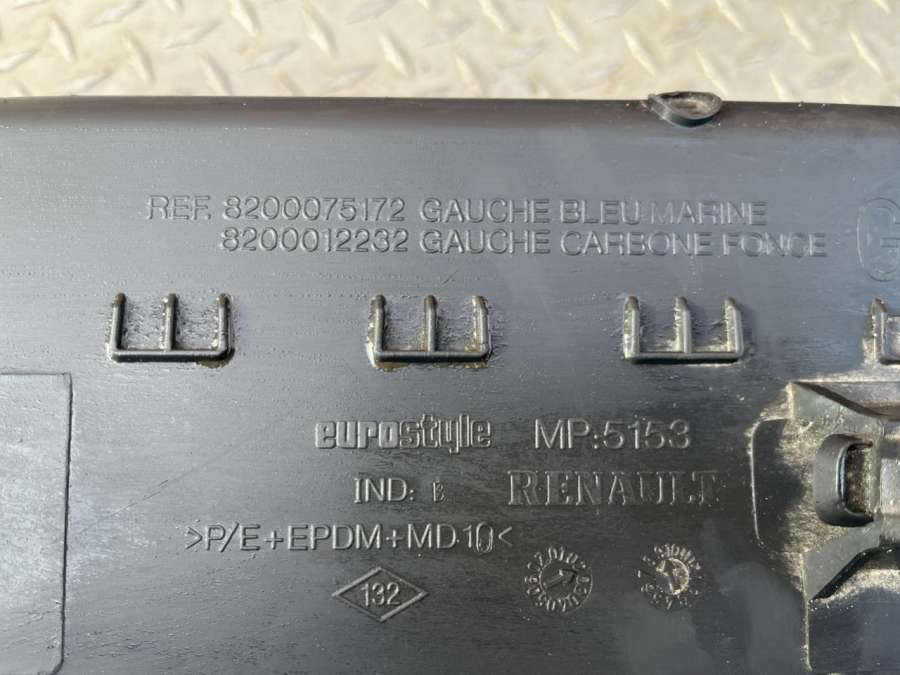 REF. 8200075172 GAUCHE BLEU MARINE
8200012232 GAUCHE CARBONE FONCE
eurostyle MP:5153
IND: B RENAULT
>P/E+EPDM+MD10<
132